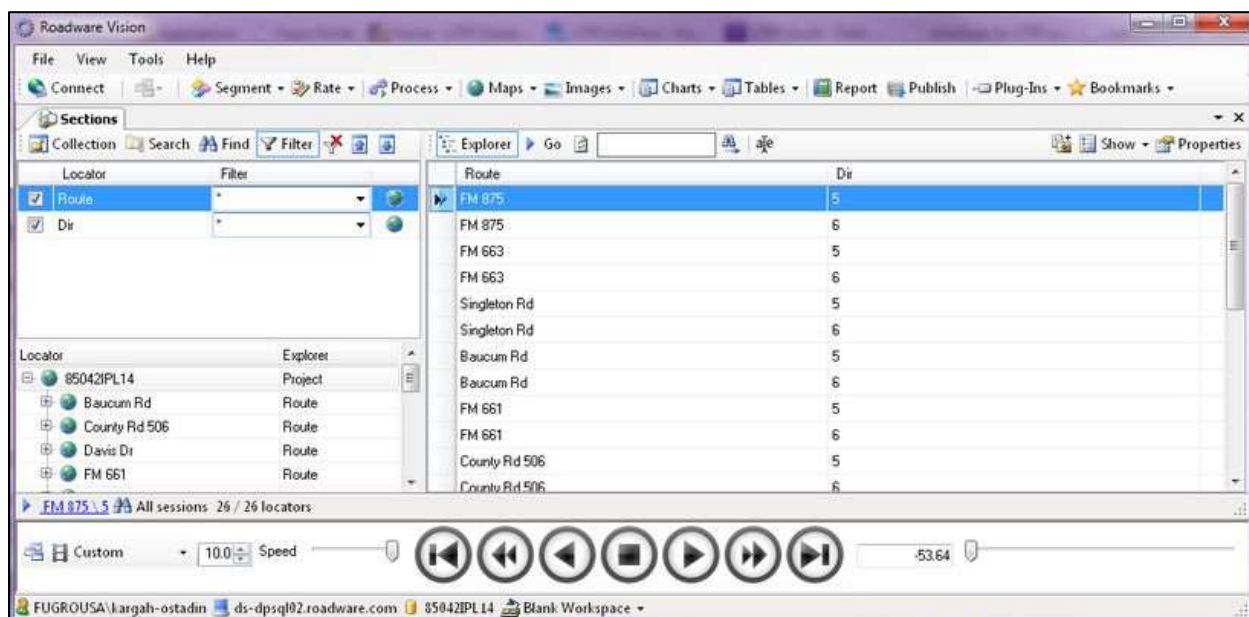 Roadware Vision
File View Tools Help
Connect Segment Rate Process Maps Images Charts Tables Report Publish Plug-Ins Bookmarks
Sections
Collection Search Find Filter Explorer Go Show Properties
Locator Filter Route Dir
Route * FM 875 5
Dir * FM 875 6
FM 663 5
FM 663 6
Singleton Rd 5
Singleton Rd 6
Locator Explorer Baucum Rd 5
85042IPL14 Project Baucum Rd 6
Baucum Rd Route FM 661 5
County Rd 506 Route FM 661 6
Davis Dr Route County Rd 506 5
FM 661 Route County Rd 506 6
FM 875 \ 5 All sessions 26 / 26 locators
Custom 10.0 Speed -53.64
FUGROUSA\kargah-ostadin ds-dpsql02.roadware.com 85042IPL14 Blank Workspace